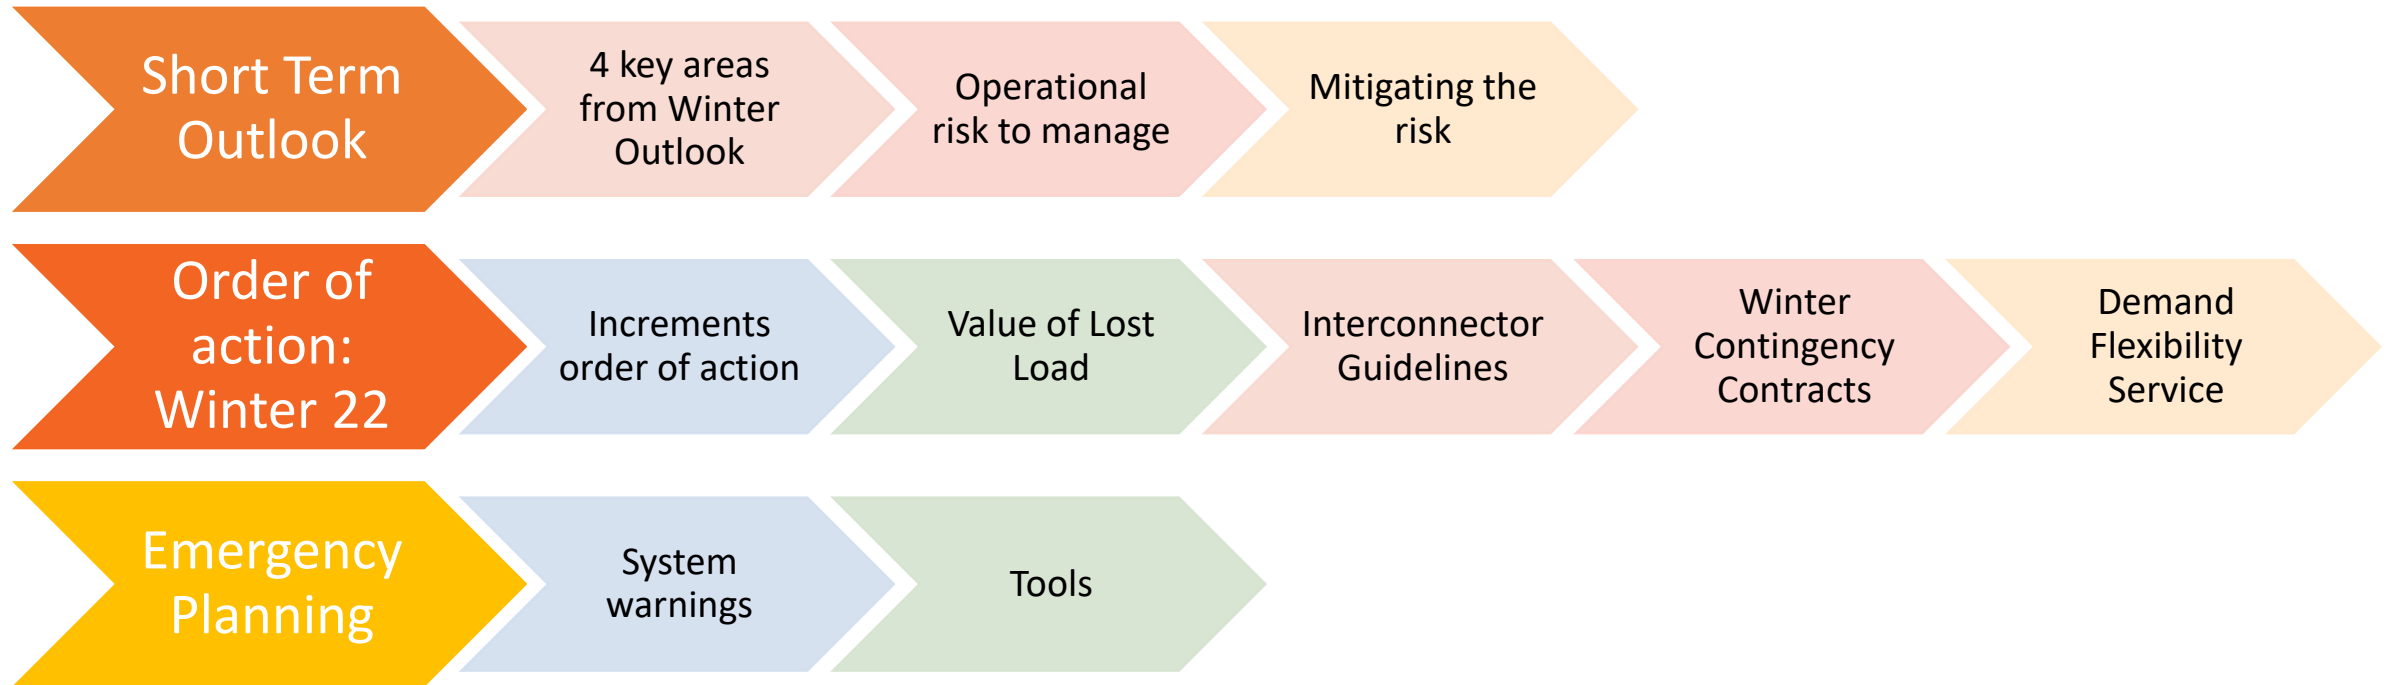 Short Term
Outlook
4 key areas
from Winter
Outlook
Operational
risk to manage
Mitigating the
risk
Order of
action:
Winter 22
Increments
order of action
Value of Lost
Load
Interconnector
Guidelines
Winter
Contingency
Contracts
Demand
Flexibility
Service
Emergency
Planning
System
warnings
Tools